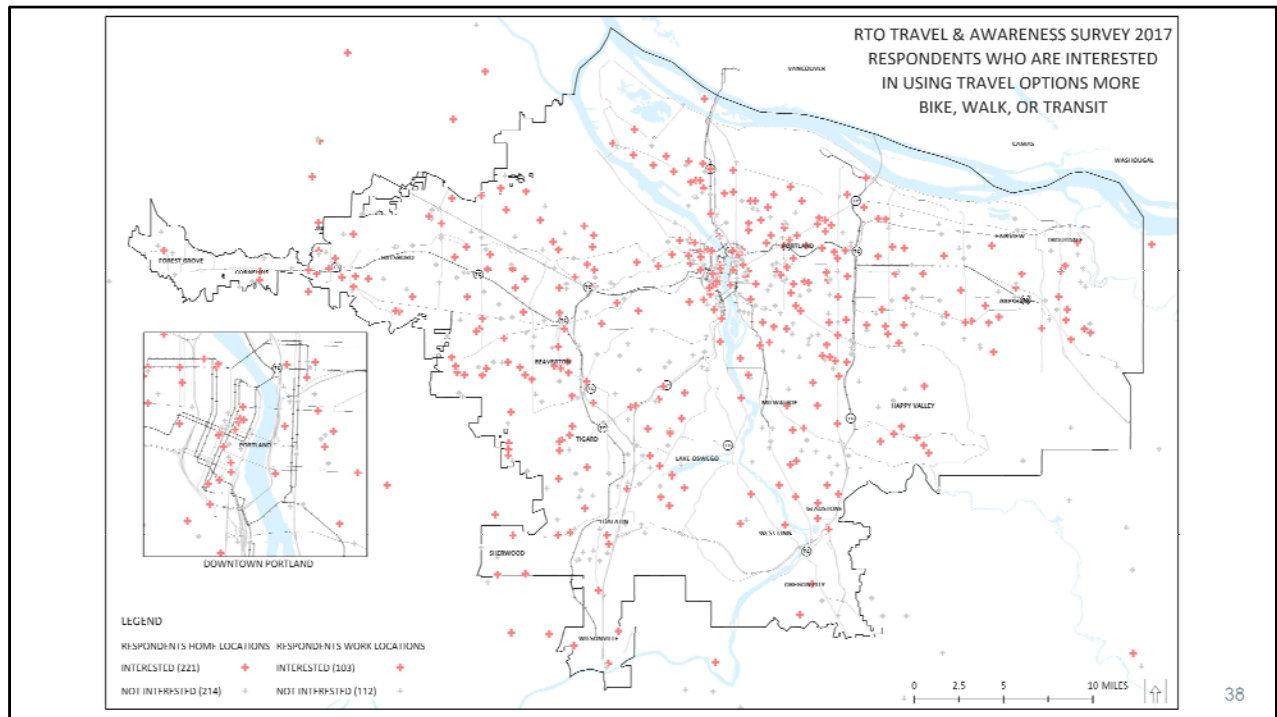 RTO TRAVEL & AWARENESS SURVEY 2017
RESPONDENTS WHO ARE INTERESTED
IN USING TRAVEL OPTIONS MORE
BIKE, WALK, OR TRANSIT
VANCOUVER
CAMAS
WASHOUGAL
FOREST GROVE
CORNELIUS
HILLSBORO
PORTLAND
FAIRVIEW
TROUTDALE
GRESHAM
BEAVERTON
MILWAUKIE
HAPPY VALLEY
TIGARD
LAKE OSWEGO
TUALATIN
GLADSTONE
WEST LINN
SHERWOOD
OREGON CITY
WILSONVILLE
PORTLAND
DOWNTOWN PORTLAND
LEGEND
RESPONDENTS HOME LOCATIONS RESPONDENTS WORK LOCATIONS
INTERESTED (221) INTERESTED (103)
NOT INTERESTED (214) NOT INTERESTED (112)
0 2.5 5 10 MILES
38